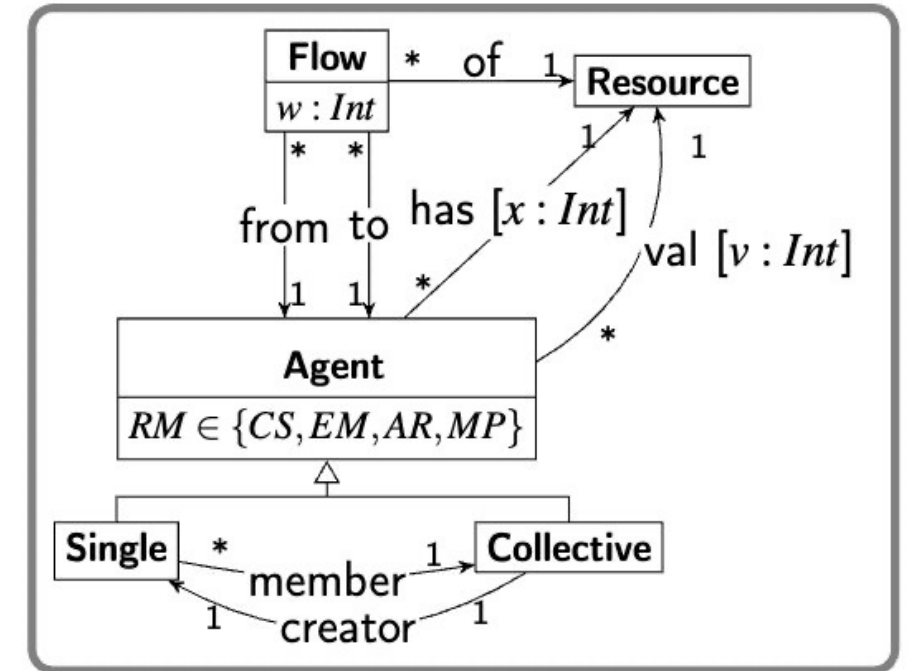 Flow
* of 1
Resource
w : Int
* *
1 1
from to has [x : Int]
val [v : Int]
1 1 *
*
Agent
RM ∈ {CS, EM, AR, MP}
Single * 1 Collective
member
1 1
creator